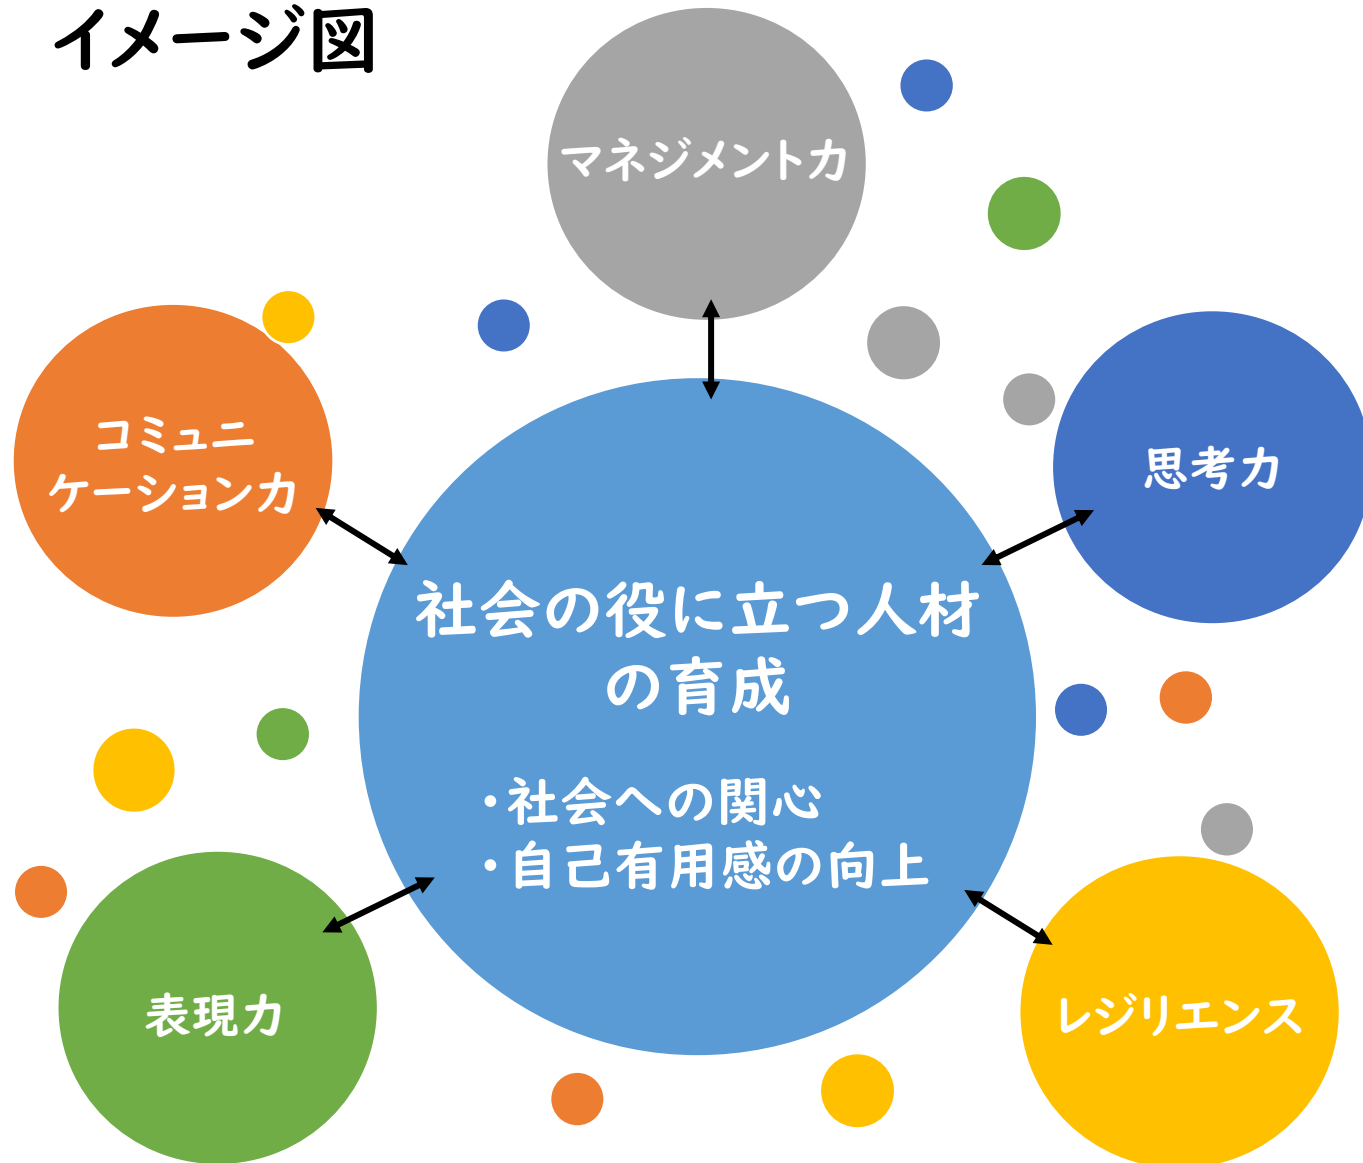 イメージ図
マネジメント力
コミュニ
ケーション力
思考力
社会の役に立つ人材
の育成
・社会への関心
・自己有用感の向上
表現力
レジリエンス